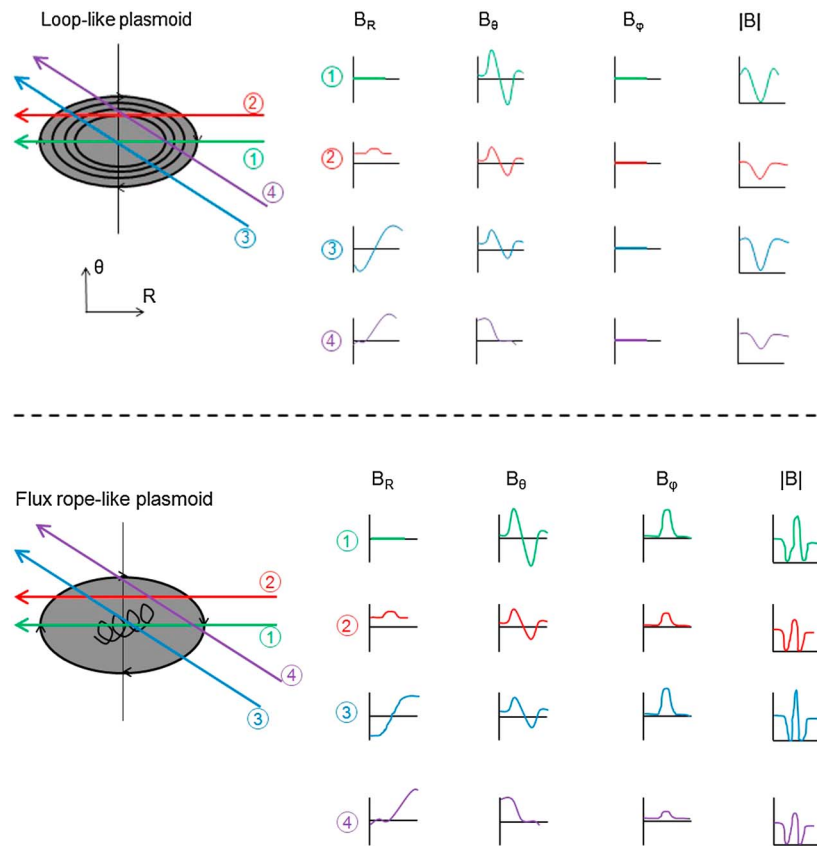 Loop-like plasmoid
B_R B_θ B_φ |B|
①
②
②
①
④
③
③
θ
R
④
Flux rope-like plasmoid
B_R B_θ B_φ |B|
①
②
①
②
④
③
③
④